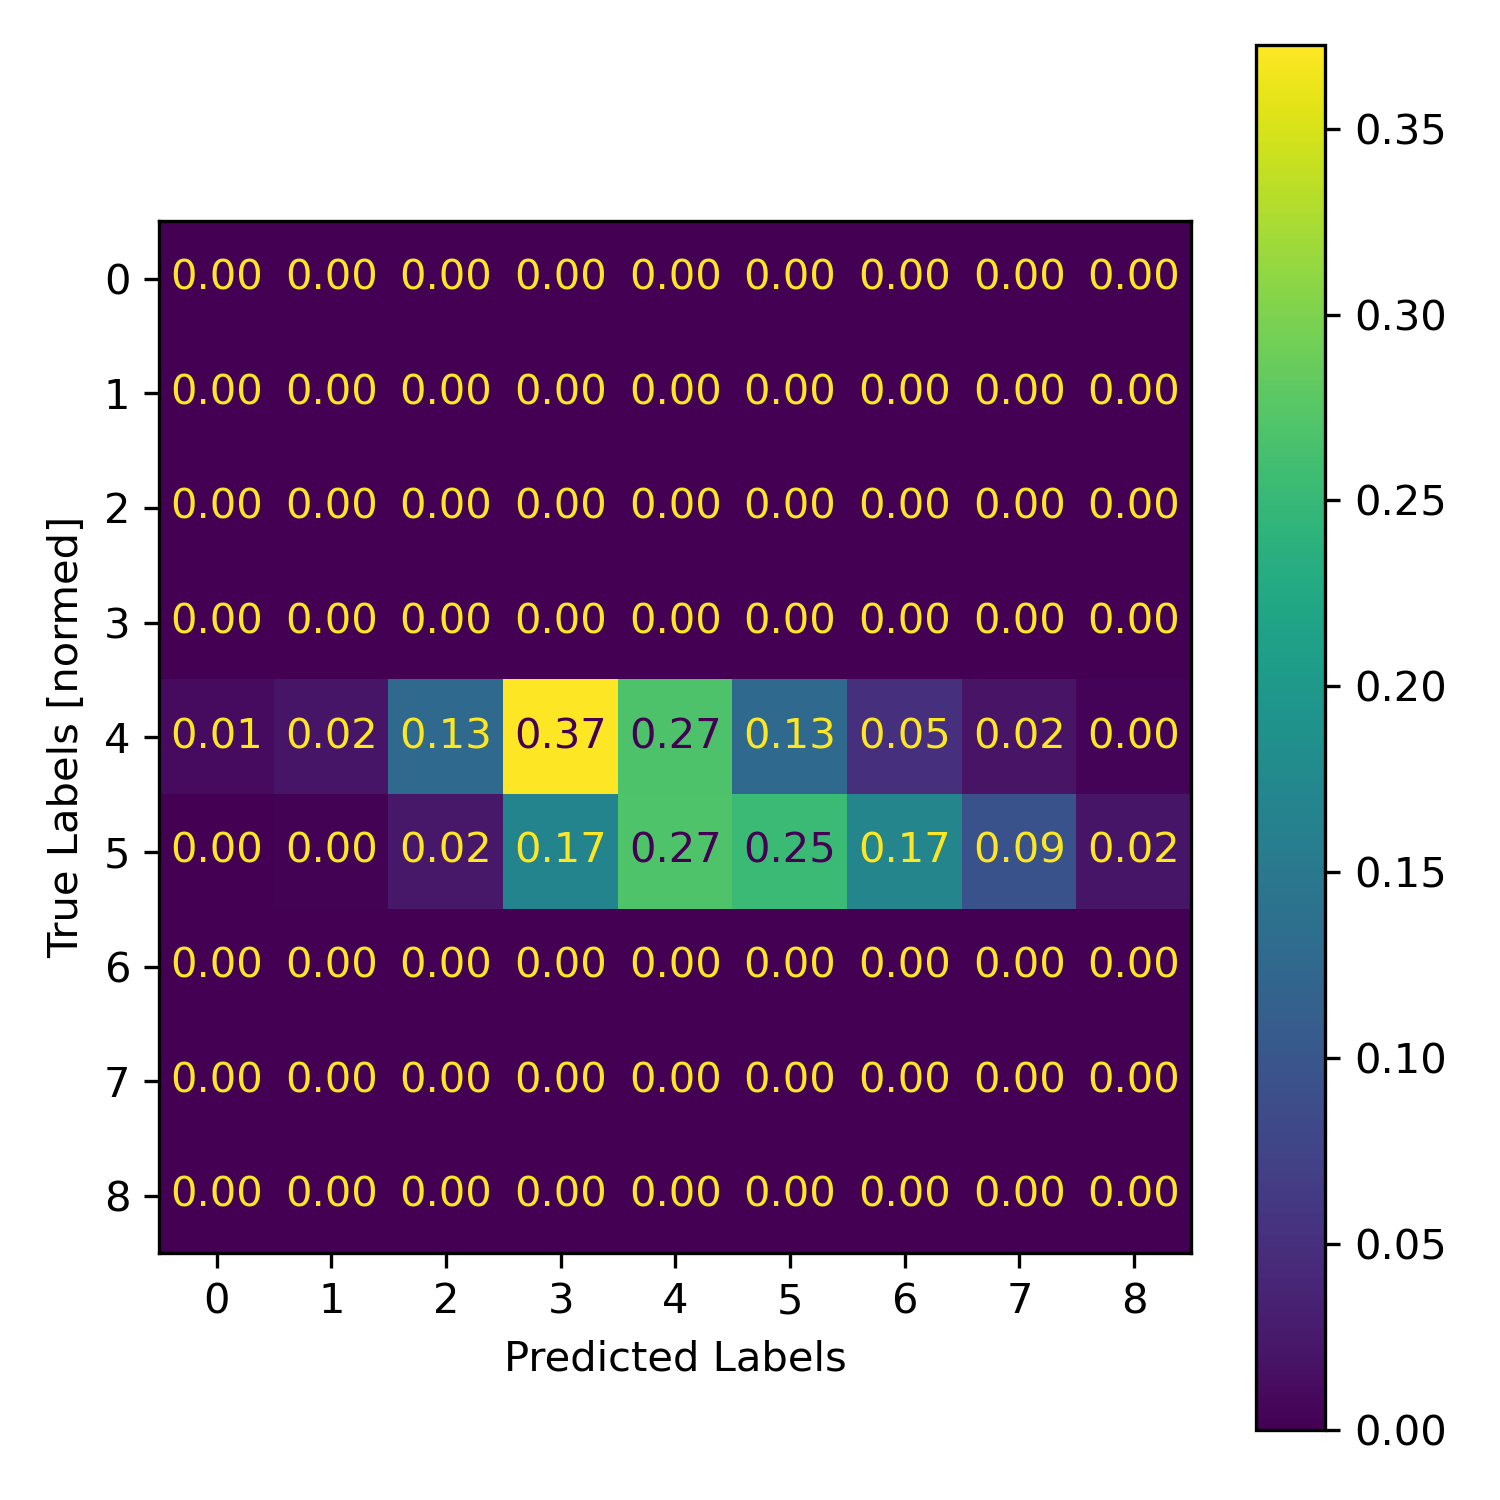 0 0.00 0.00 0.00 0.00 0.00 0.00 0.00 0.00 0.00
1 0.00 0.00 0.00 0.00 0.00 0.00 0.00 0.00 0.00
2 0.00 0.00 0.00 0.00 0.00 0.00 0.00 0.00 0.00
3 0.00 0.00 0.00 0.00 0.00 0.00 0.00 0.00 0.00
4 0.01 0.02 0.13 0.37 0.27 0.13 0.05 0.02 0.00
5 0.00 0.00 0.02 0.17 0.27 0.25 0.17 0.09 0.02
6 0.00 0.00 0.00 0.00 0.00 0.00 0.00 0.00 0.00
7 0.00 0.00 0.00 0.00 0.00 0.00 0.00 0.00 0.00
8 0.00 0.00 0.00 0.00 0.00 0.00 0.00 0.00 0.00
0 1 2 3 4 5 6 7 8
Predicted Labels
True Labels [normed]
0.35
0.30
0.25
0.20
0.15
0.10
0.05
0.00